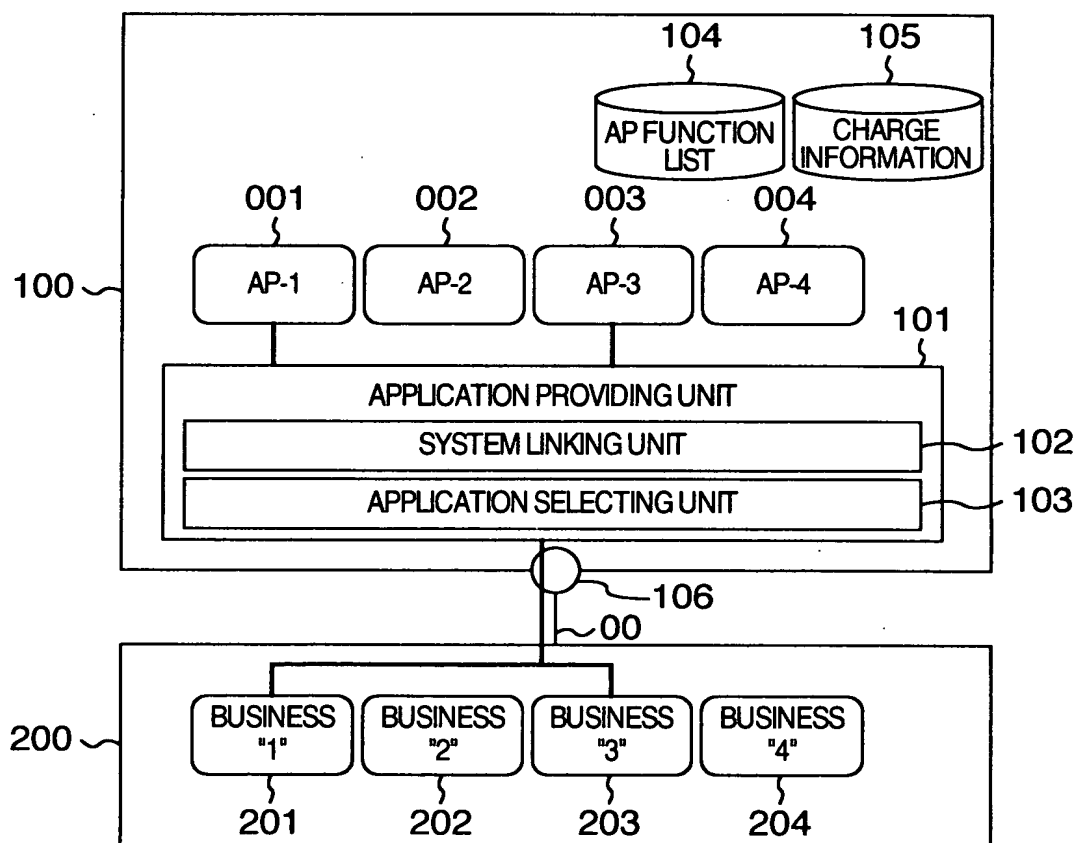 104 105
AP FUNCTION
LIST
CHARGE
INFORMATION
001 002 003 004
100
AP-1 AP-2 AP-3 AP-4
101
APPLICATION PROVIDING UNIT
SYSTEM LINKING UNIT
102
APPLICATION SELECTING UNIT
103
106
00
200
BUSINESS
"1"
BUSINESS
"2"
BUSINESS
"3"
BUSINESS
"4"
201 202 203 204